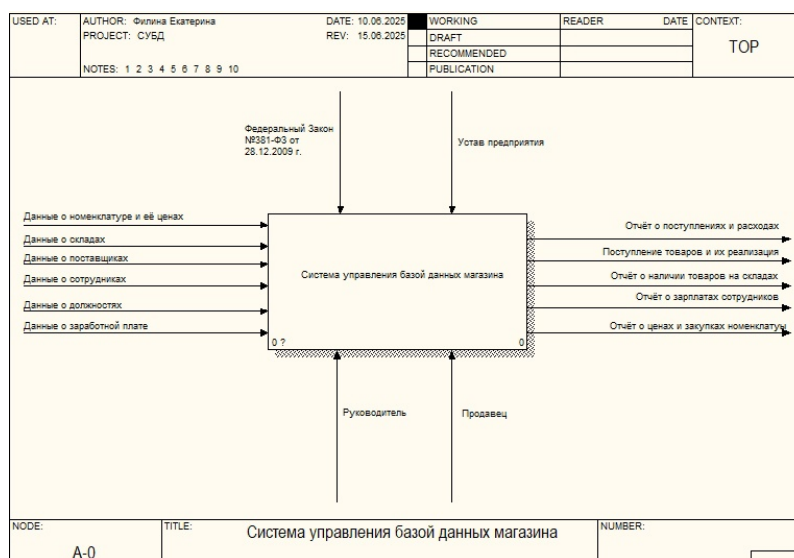 USED AT:
AUTHOR: Филина Екатерина
DATE: 10.06.2025
PROJECT: СУБД
REV: 15.06.2025
NOTES: 1 2 3 4 5 6 7 8 9 10
WORKING
DRAFT
RECOMMENDED
PUBLICATION
READER
DATE
CONTEXT:
TOP
Федеральный Закон
№381-ФЗ от
28.12.2009 г.
Устав предприятия
Данные о номенклатуре и её ценах
Данные о складах
Данные о поставщиках
Данные о сотрудниках
Данные о должностях
Данные о заработной плате
Система управления базой данных магазина
0 ?
0
Отчёт о поступлениях и расходах
Поступление товаров и их реализация
Отчёт о наличии товаров на складах
Отчёт о зарплатах сотрудников
Отчёт о ценах и закупках номенклатуы
Руководитель
Продавец
NODE:
A-0
TITLE:
Система управления базой данных магазина
NUMBER: